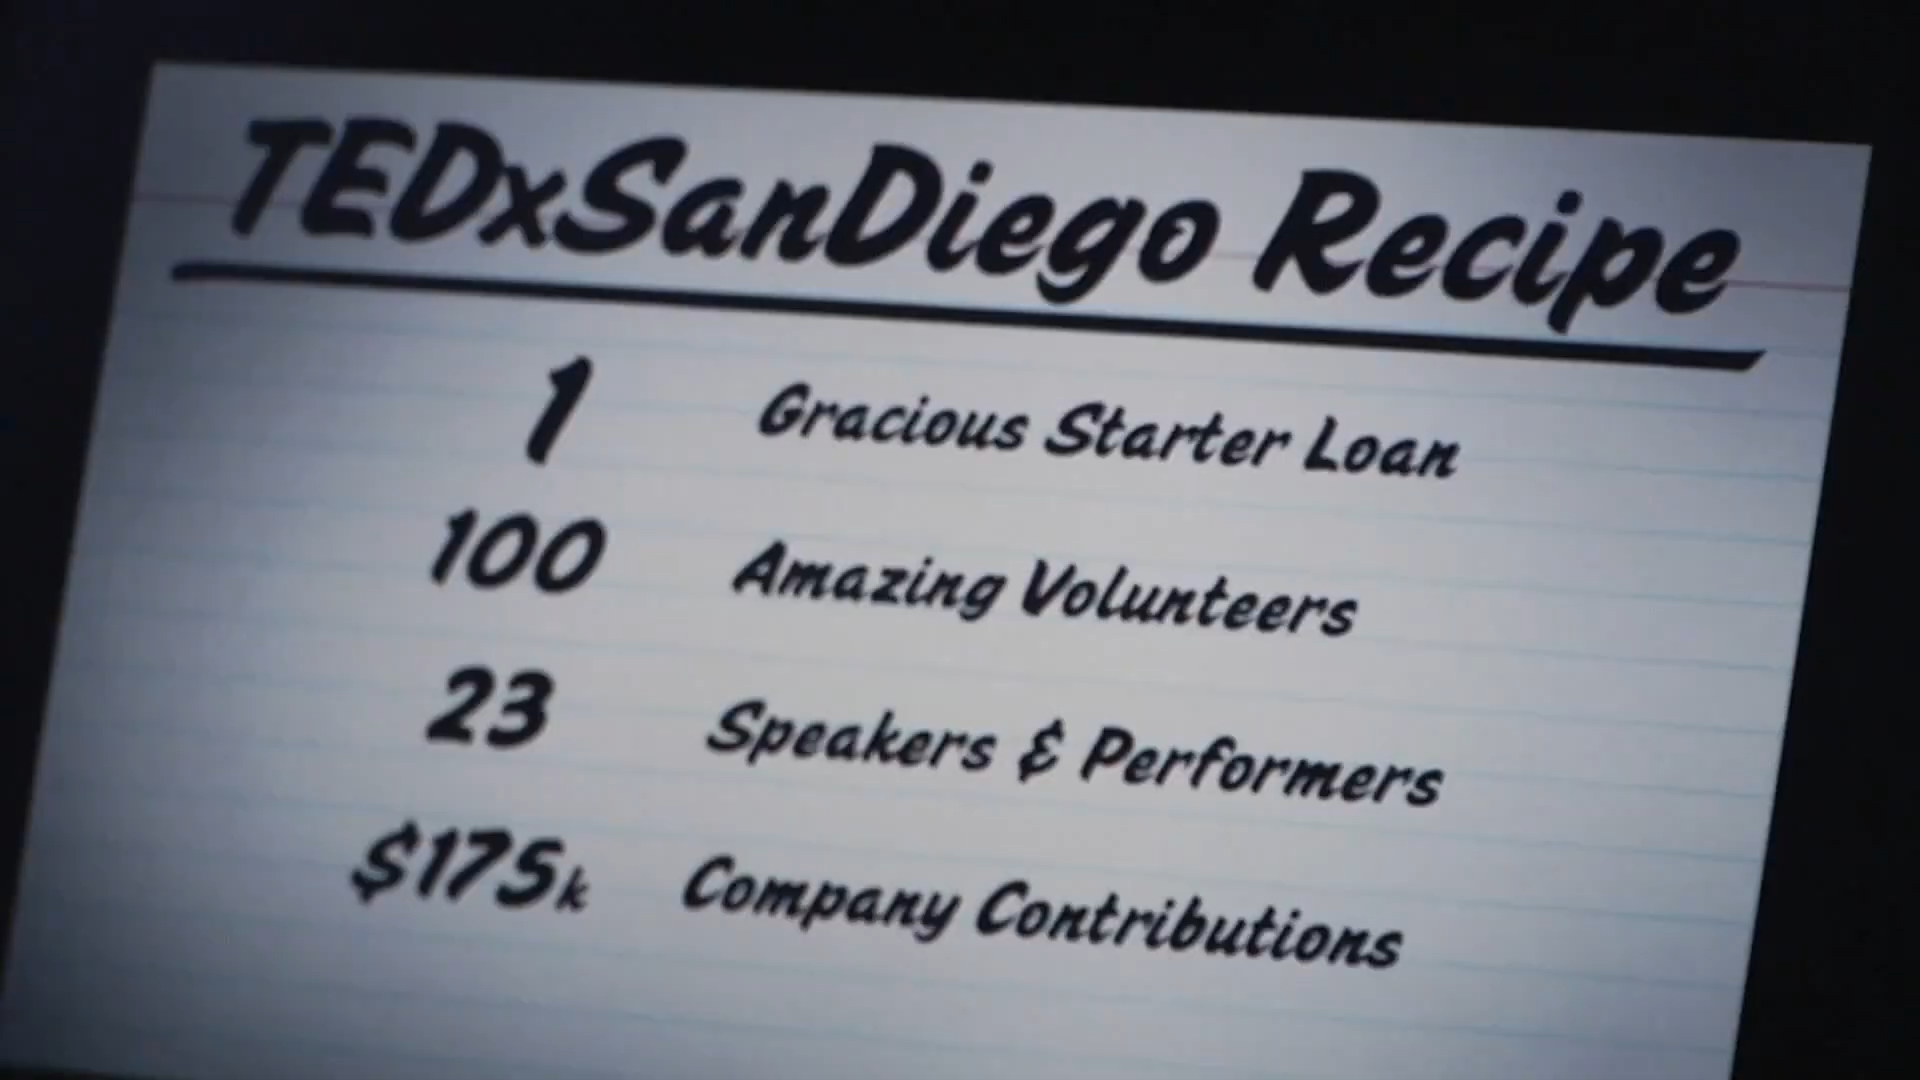 TEDxSanDiego Recipe
1 Gracious Starter Loan
100 Amazing Volunteers
23 Speakers & Performers
$175k Company Contributions